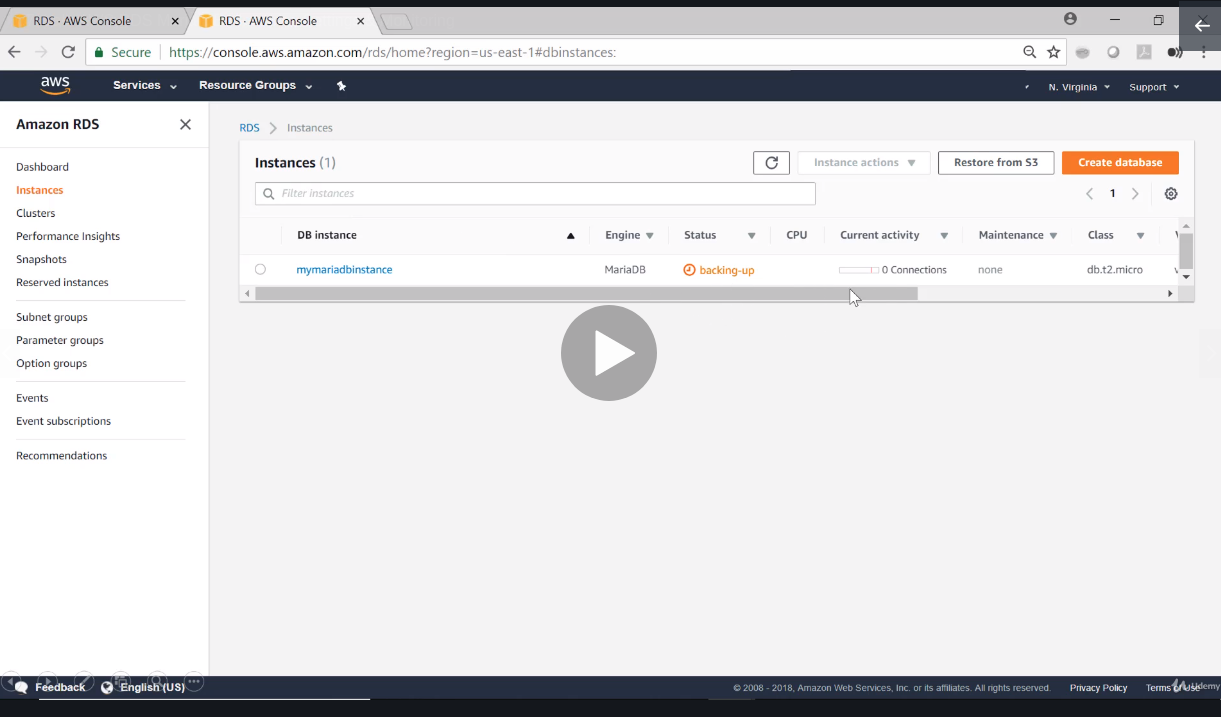 RDS · AWS Console
RDS · AWS Console
Secure
https://console.aws.amazon.com/rds/home?region=us-east-1#dbinstances:
aws
Services
Resource Groups
N. Virginia
Support
Amazon RDS
Dashboard
Instances
Clusters
Performance Insights
Snapshots
Reserved instances
Subnet groups
Parameter groups
Option groups
Events
Event subscriptions
Recommendations
RDS > Instances
Instances (1)
Instance actions
Restore from S3
Create database
Filter instances
1
DB instance Engine Status CPU Current activity Maintenance Class
mymariadbinstance MariaDB backing-up 0 Connections none db.t2.micro
Feedback
English (US)
© 2008 - 2018, Amazon Web Services, Inc. or its affiliates. All rights reserved.
Privacy Policy
Terms of Use
Udemy